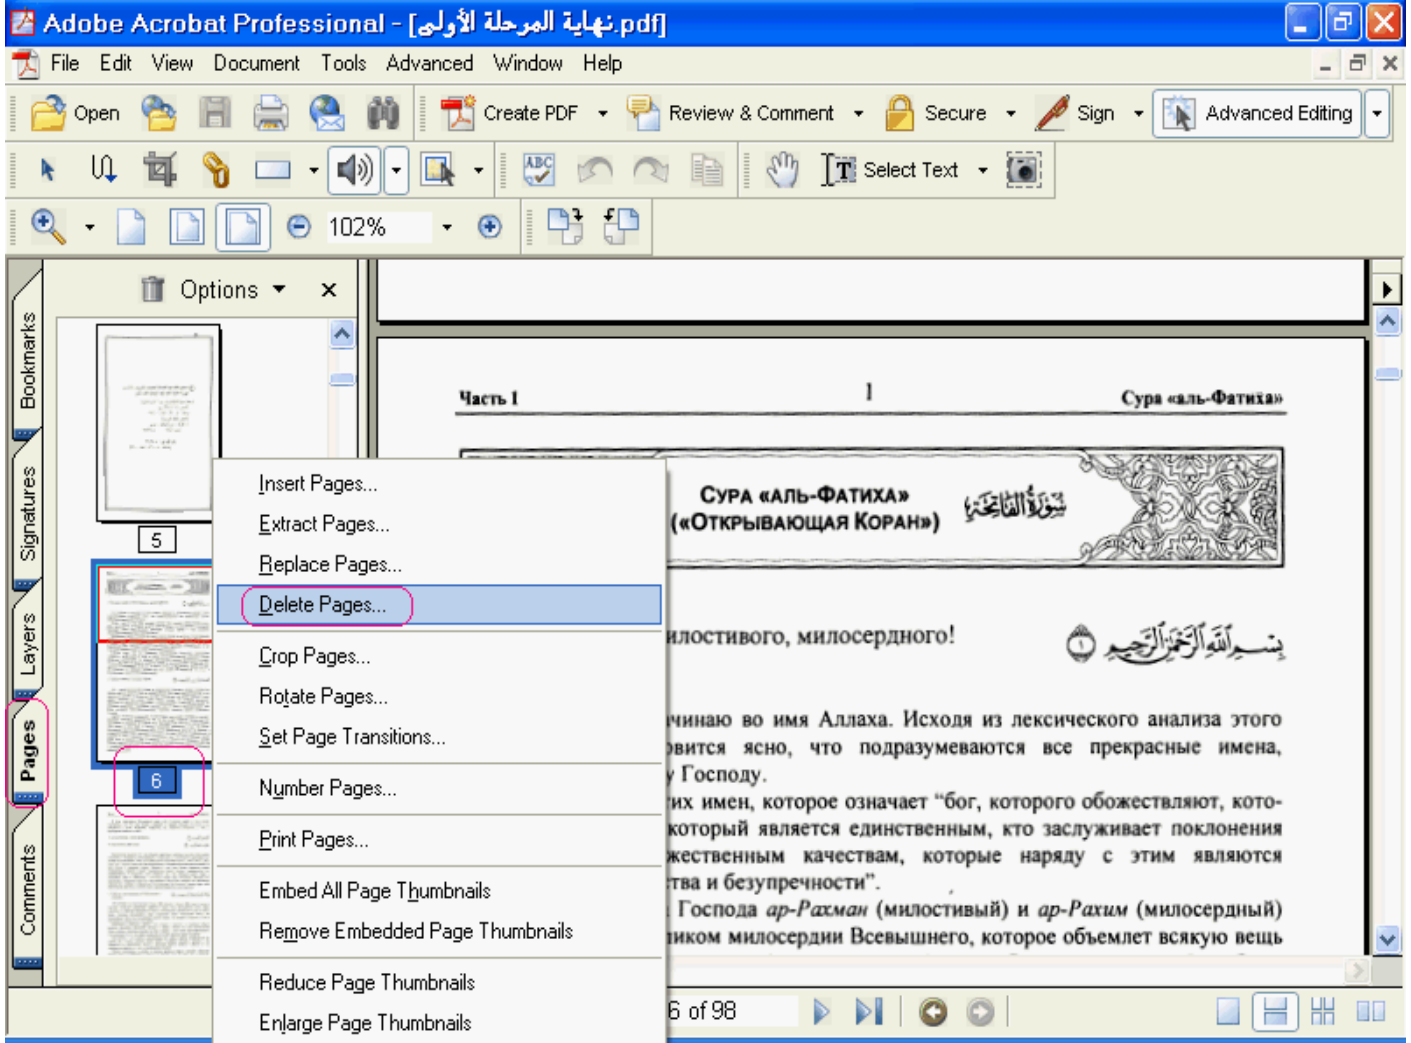 Adobe Acrobat Professional - [نهاية المرحلة الأولى.pdf]
File Edit View Document Tools Advanced Window Help
Open Create PDF Review & Comment Secure Sign Advanced Editing
ABC Select Text
102%
Options
Bookmarks
Signatures
Layers
Pages
Comments
5
6
Insert Pages...
Extract Pages...
Replace Pages...
Delete Pages...
Crop Pages...
Rotate Pages...
Set Page Transitions...
Number Pages...
Print Pages...
Embed All Page Thumbnails
Remove Embedded Page Thumbnails
Reduce Page Thumbnails
Enlarge Page Thumbnails
Часть 1 1 Сура «аль-Фатиха»
СУРА «АЛЬ-ФАТИХА» سُورَةُ الفَاتِحَةِ
(«ОТКРЫВАЮЩАЯ КОРАН»)
илостивого, милосердного! بِسْمِ اللَّهِ الرَّحْمَٰنِ الرَّحِيمِ ١
чинаю во имя Аллаха. Исходя из лексического анализа этого
овится ясно, что подразумеваются все прекрасные имена,
у Господу.
их имен, которое означает “бог, которого обожествляют, кото-
который является единственным, кто заслуживает поклонения
жественным качествам, которые наряду с этим являются
тва и безупречности”.
Господа ар-Рахман (милостивый) и ар-Рахим (милосердный)
иком милосердии Всевышнего, которое объемлет всякую вещь
6 of 98